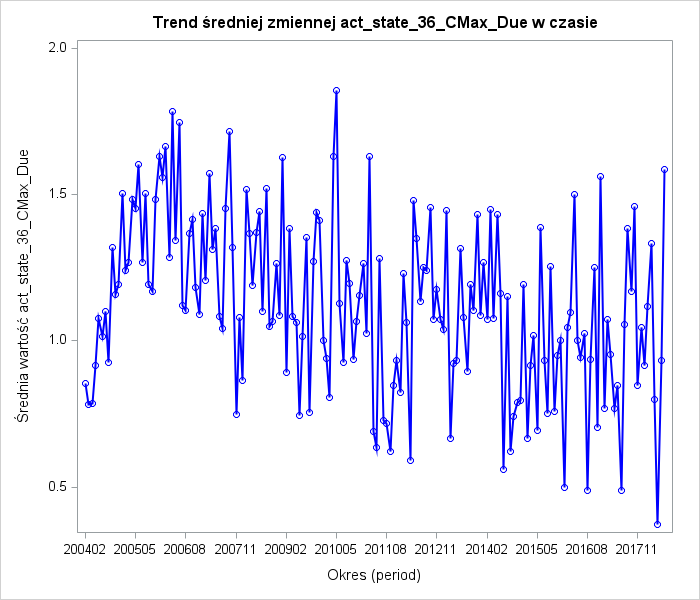 Trend średniej zmiennej act_state_36_CMax_Due w czasie
Średnia wartość act_state_36_CMax_Due
2.0
1.5
1.0
0.5
200402 200505 200608 200711 200902 201005 201108 201211 201402 201505 201608 201711
Okres (period)